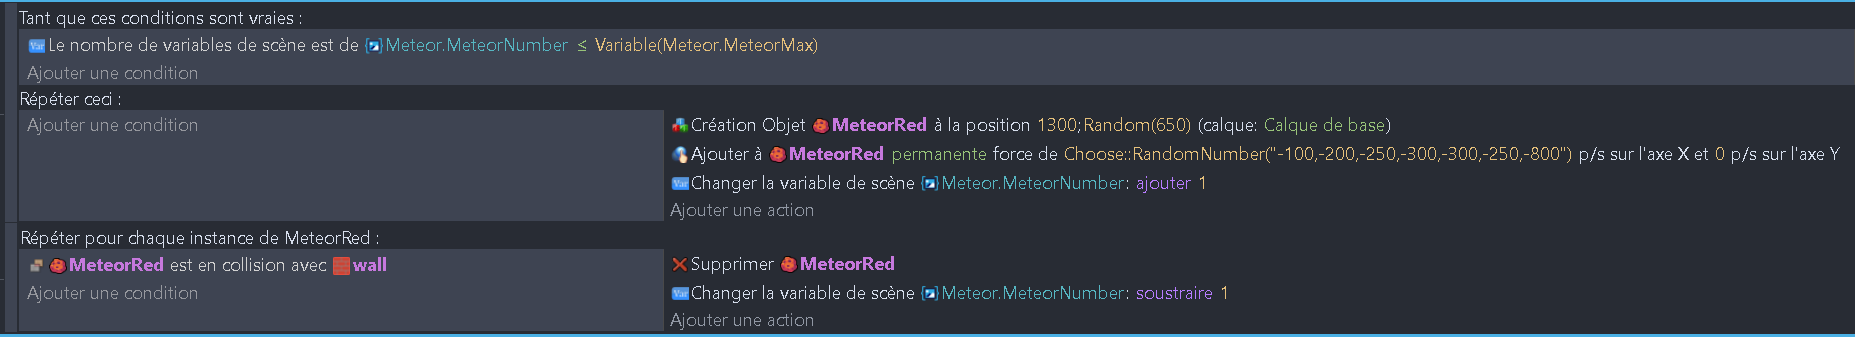 Tant que ces conditions sont vraies :
Var Le nombre de variables de scène est de Meteor.MeteorNumber ≤ Variable(Meteor.MeteorMax)
Ajouter une condition
Répéter ceci :
Ajouter une condition
Création Objet MeteorRed à la position 1300;Random(650) (calque: Calque de base)
Ajouter à MeteorRed permanente force de Choose::RandomNumber("-100,-200,-250,-300,-300,-250,-800") p/s sur l'axe X et 0 p/s sur l'axe Y
Var Changer la variable de scène Meteor.MeteorNumber: ajouter 1
Ajouter une action
Répéter pour chaque instance de MeteorRed :
MeteorRed est en collision avec wall
Ajouter une condition
Supprimer MeteorRed
Var Changer la variable de scène Meteor.MeteorNumber: soustraire 1
Ajouter une action